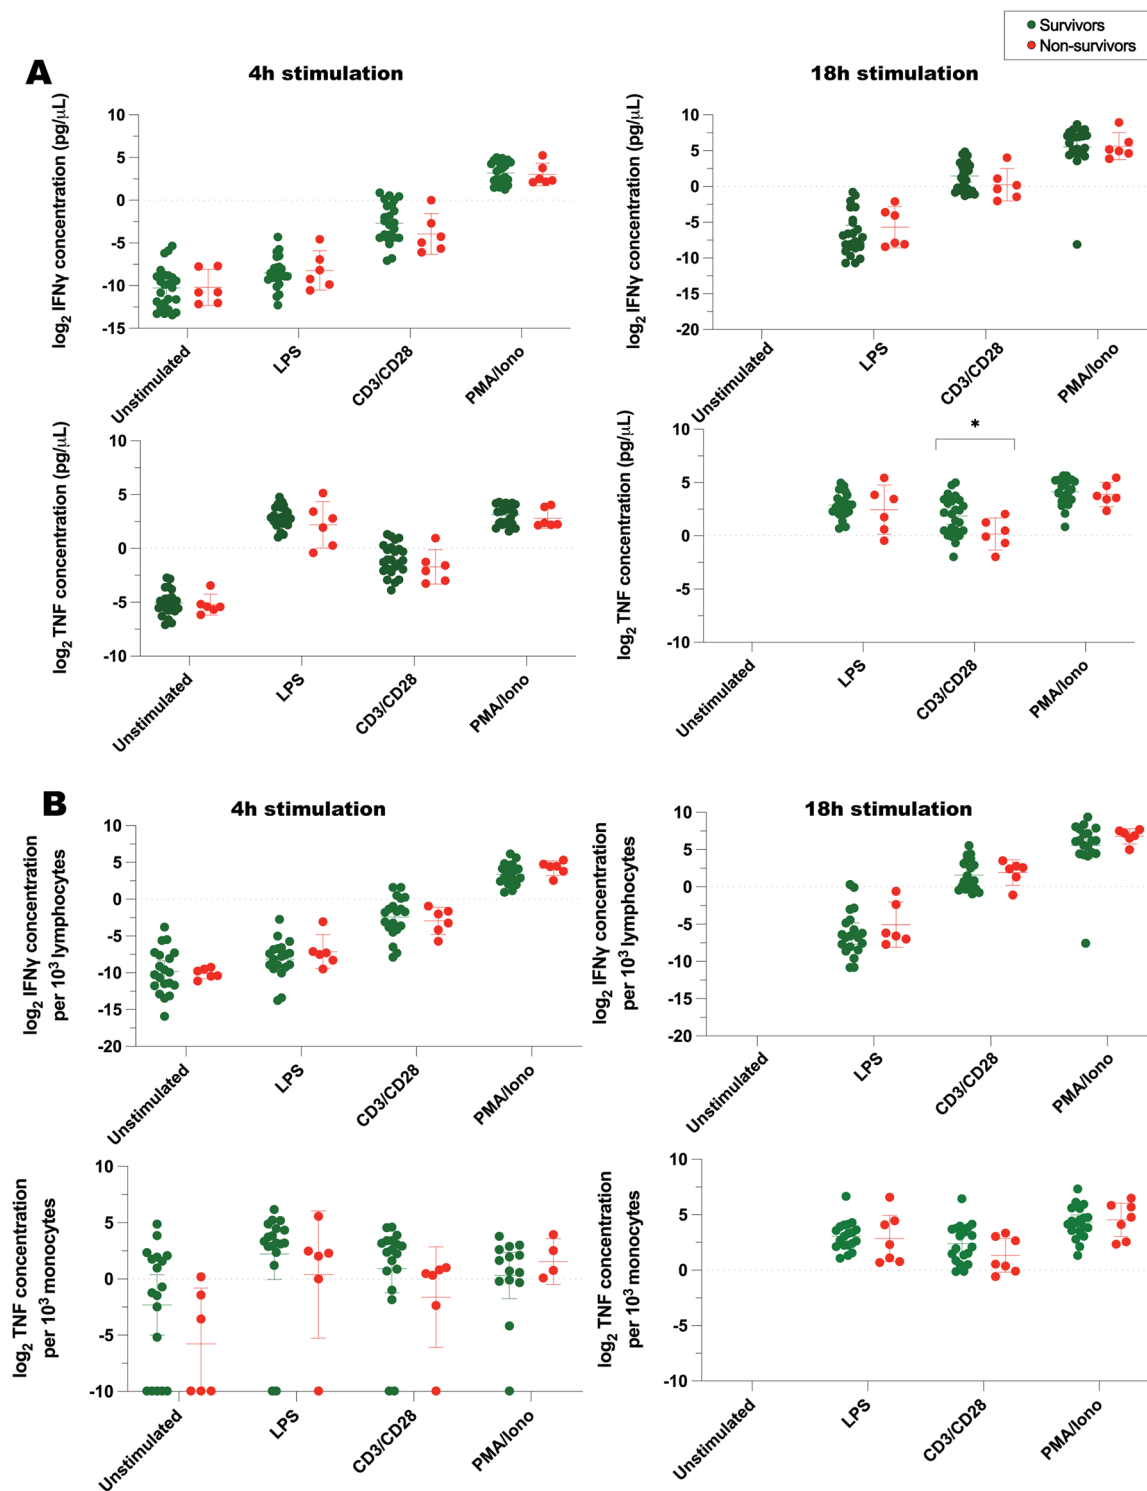 Survivors
Non-survivors
A
4h stimulation
18h stimulation
log2 IFNγ concentration (pg/μL)
10
5
0
-5
-10
-15
Unstimulated
LPS
CD3/CD28
PMA/Iono
log2 IFNγ concentration (pg/μL)
10
5
0
-5
-10
-15
-20
Unstimulated
LPS
CD3/CD28
PMA/Iono
log2 TNF concentration (pg/μL)
10
5
0
-5
-10
Unstimulated
LPS
CD3/CD28
PMA/Iono
log2 TNF concentration (pg/μL)
10
5
0
-5
-10
*
Unstimulated
LPS
CD3/CD28
PMA/Iono
B
4h stimulation
18h stimulation
log2 IFNγ concentration
per 10³ lymphocytes
10
5
0
-5
-10
-15
-20
Unstimulated
LPS
CD3/CD28
PMA/Iono
log2 IFNγ concentration
per 10³ lymphocytes
10
5
0
-5
-10
-15
-20
Unstimulated
LPS
CD3/CD28
PMA/Iono
log2 TNF concentration
per 10³ monocytes
10
5
0
-5
-10
Unstimulated
LPS
CD3/CD28
PMA/Iono
log2 TNF concentration
per 10³ monocytes
10
5
0
-5
-10
Unstimulated
LPS
CD3/CD28
PMA/Iono